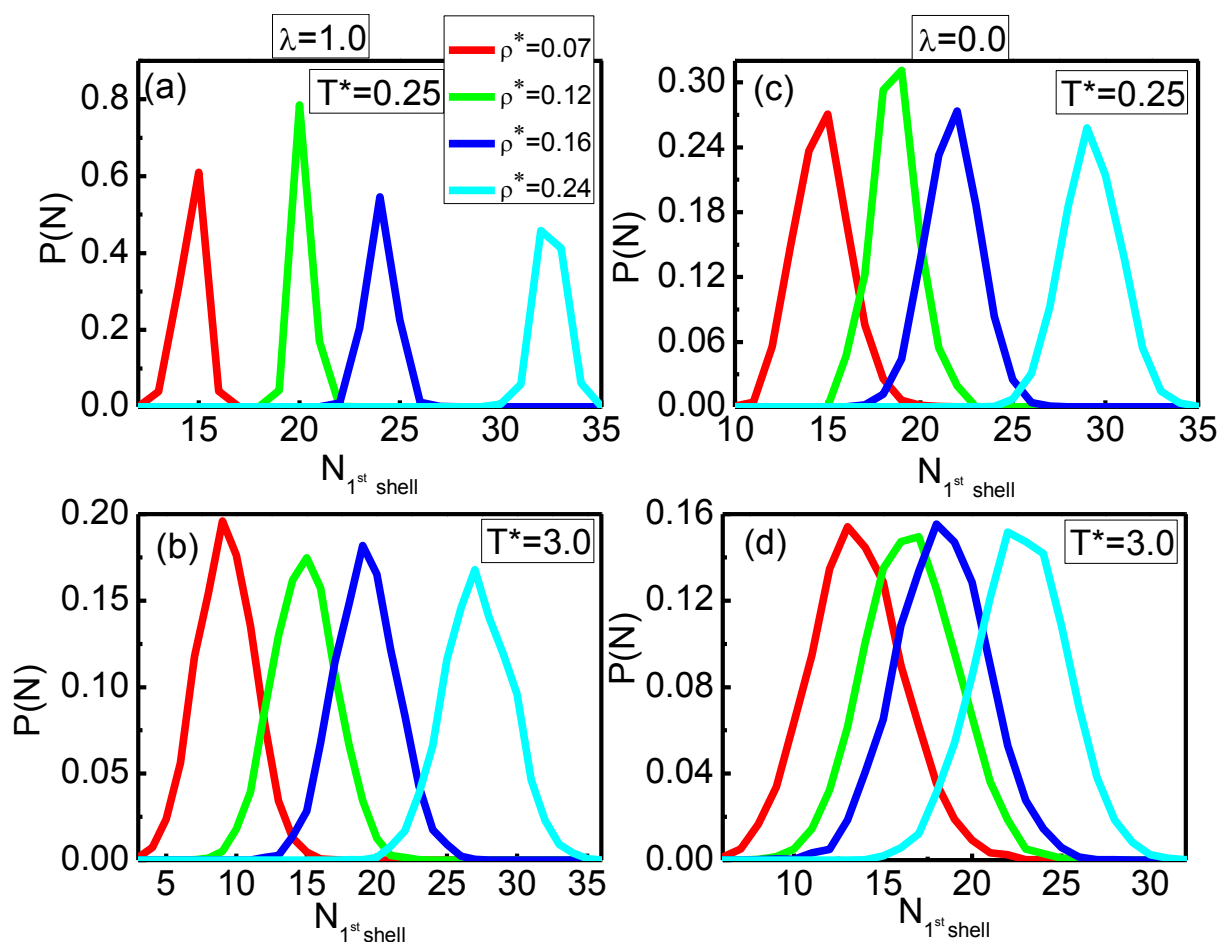 λ=1.0
(a)
T*=0.25
ρ*=0.07
ρ*=0.12
ρ*=0.16
ρ*=0.24
P(N)
0.8
0.6
0.4
0.2
0.0
15 20 25 30 35
N1st shell
λ=0.0
(c)
T*=0.25
P(N)
0.30
0.24
0.18
0.12
0.06
0.00
10 15 20 25 30 35
N1st shell
(b)
T*=3.0
P(N)
0.20
0.15
0.10
0.05
0.00
5 10 15 20 25 30 35
N1st shell
(d)
T*=3.0
P(N)
0.16
0.12
0.08
0.04
0.00
10 15 20 25 30
N1st shell